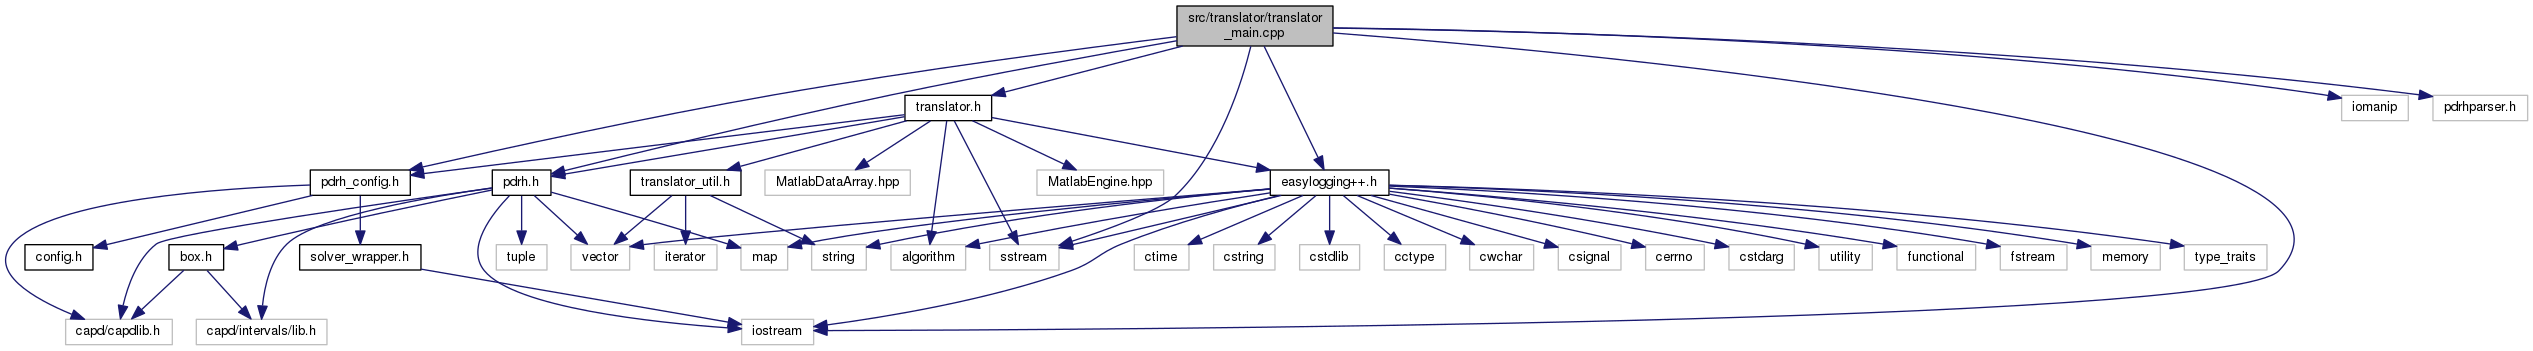 src/translator/translator
_main.cpp
translator.h
iomanip
pdrhparser.h
pdrh_config.h
pdrh.h
translator_util.h
MatlabDataArray.hpp
MatlabEngine.hpp
easylogging++.h
config.h
box.h
solver_wrapper.h
tuple
vector
iterator
map
string
algorithm
sstream
ctime
cstring
cstdlib
cctype
cwchar
csignal
cerrno
cstdarg
utility
functional
fstream
memory
type_traits
capd/capdlib.h
capd/intervals/lib.h
iostream